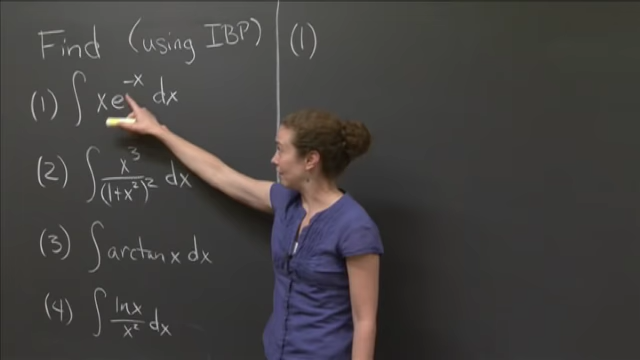 Find (using IBP)
(1) ∫ xe^{-x} dx
(2) ∫ x^3/(1+x^2)^2 dx
(3) ∫ arctan x dx
(4) ∫ ln x/x^2 dx
(1)